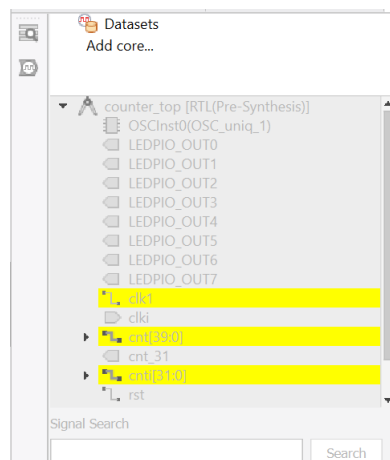 Datasets
Add core...
counter_top [RTL(Pre-Synthesis)]
OSCInst0(OSC_uniq_1)
LEDPIO_OUT0
LEDPIO_OUT1
LEDPIO_OUT2
LEDPIO_OUT3
LEDPIO_OUT4
LEDPIO_OUT5
LEDPIO_OUT6
LEDPIO_OUT7
clk1
clki
cnt[39:0]
cnt_31
cnti[31:0]
rst
Signal Search
Search